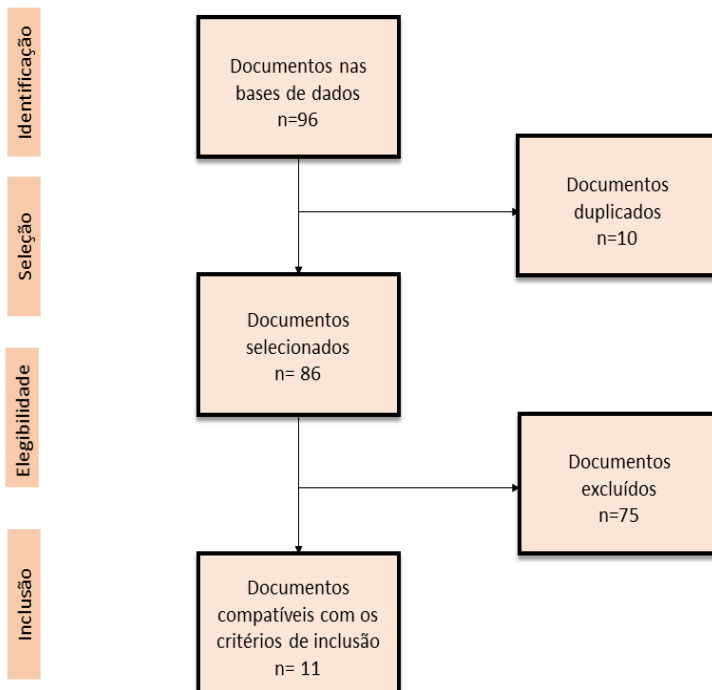 Identificação
Documentos nas
bases de dados
n=96
Documentos
duplicados
n=10
Seleção
Documentos
selecionados
n= 86
Elegibilidade
Documentos
excluídos
n=75
Inclusão
Documentos
compatíveis com os
critérios de inclusão
n= 11